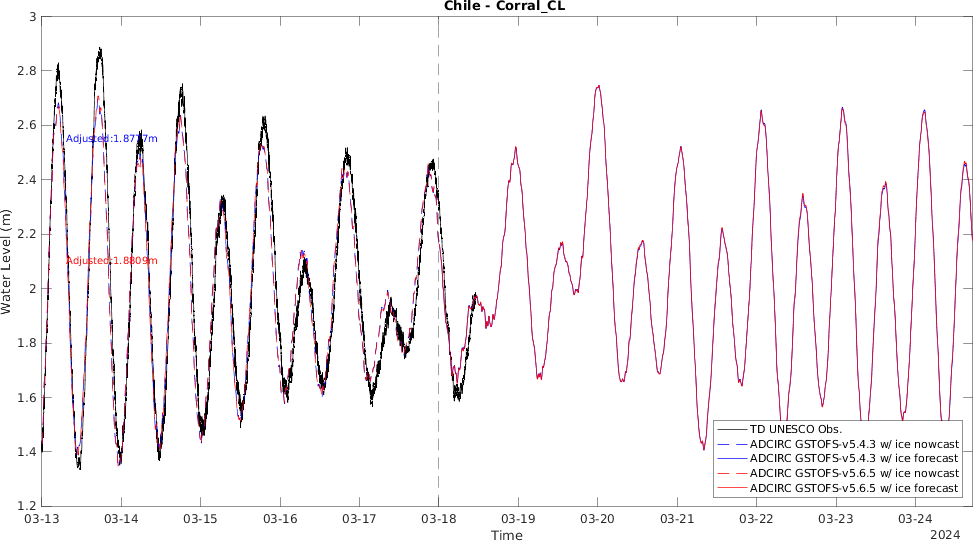 Chile - Corral_CL
3
2.8
2.6
2.4
2.2
2
1.8
1.6
1.4
1.2
Water Level (m)
Adjusted:1.8777m
Adjusted:1.8809m
TD UNESCO Obs.
ADCIRC GSTOFS-v5.4.3 w/ ice nowcast
ADCIRC GSTOFS-v5.4.3 w/ ice forecast
ADCIRC GSTOFS-v5.6.5 w/ ice nowcast
ADCIRC GSTOFS-v5.6.5 w/ ice forecast
03-13 03-14 03-15 03-16 03-17 03-18 03-19 03-20 03-21 03-22 03-23 03-24
Time
2024